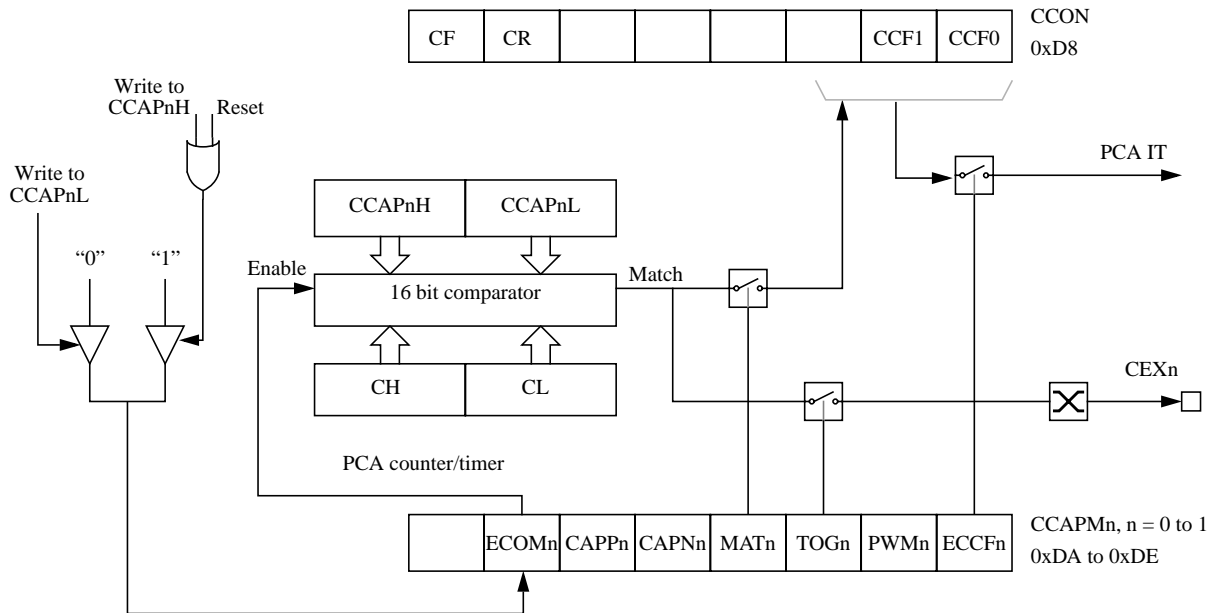 CF CR CCF1 CCF0
CCON
0xD8
Write to
CCAPnH Reset
Write to
CCAPnL
PCA IT
CCAPnH CCAPnL
“0” “1”
Enable
16 bit comparator
Match
CH CL
CEXn
PCA counter/timer
ECOMn CAPPn CAPNn MATn TOGn PWMn ECCFn
CCAPMn, n = 0 to 1
0xDA to 0xDE